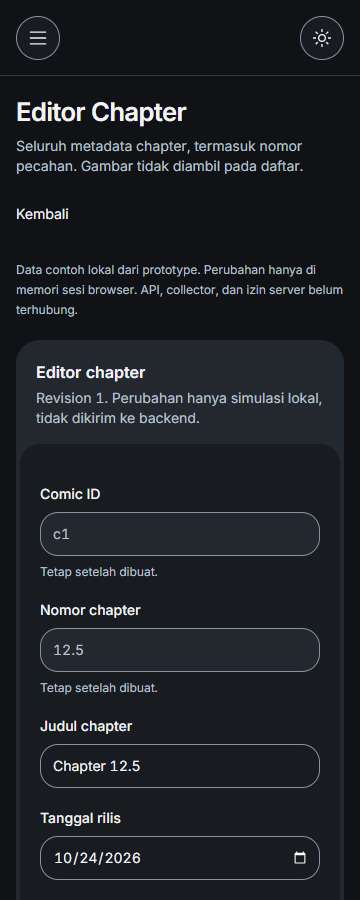 Editor Chapter
Seluruh metadata chapter, termasuk nomor
pecahan. Gambar tidak diambil pada daftar.
Kembali
Data contoh lokal dari prototype. Perubahan hanya di
memori sesi browser. API, collector, dan izin server belum
terhubung.
Editor chapter
Revision 1. Perubahan hanya simulasi lokal,
tidak dikirim ke backend.
Comic ID
c1
Tetap setelah dibuat.
Nomor chapter
12.5
Tetap setelah dibuat.
Judul chapter
Chapter 12.5
Tanggal rilis
10/24/2026